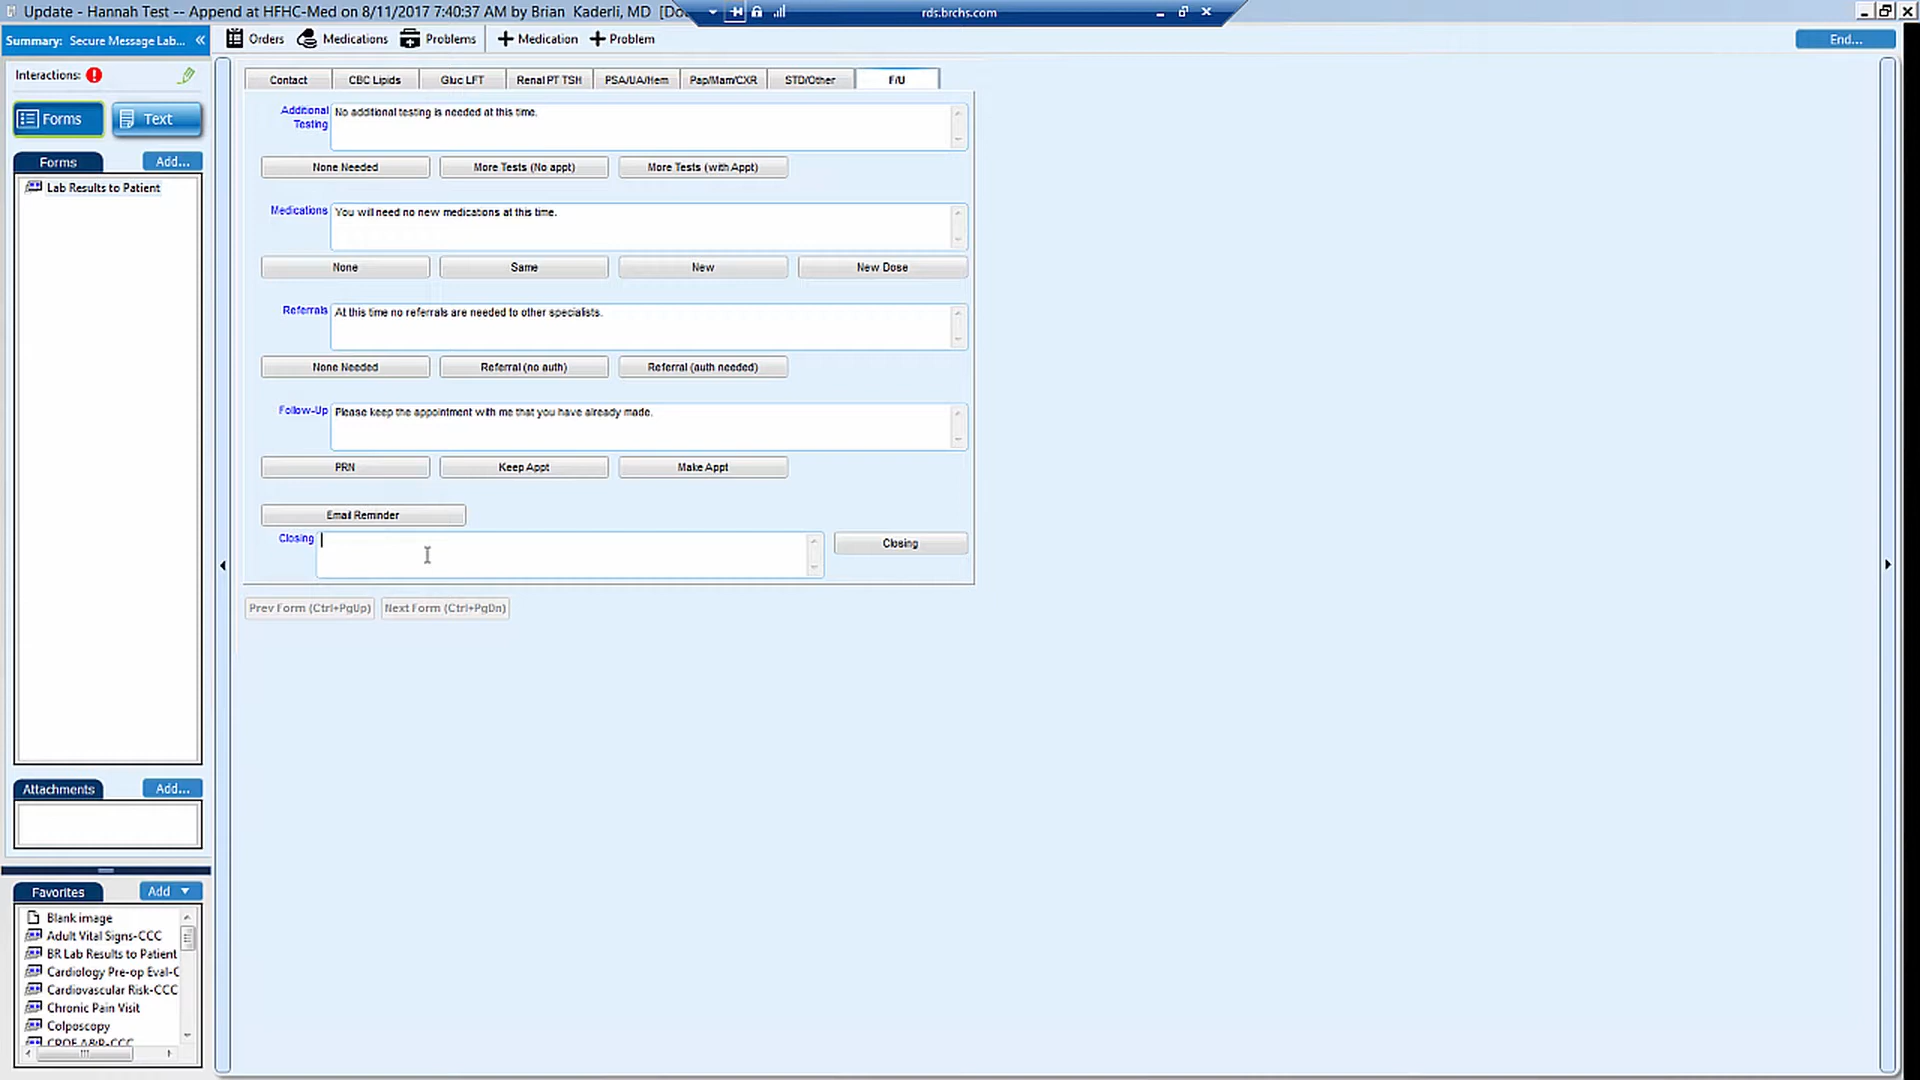 Update - Hannah Test -- Append at HFHC-Med on 8/11/2017 7:40:37 AM by Brian Kaderli, MD [Do
rds.brchs.com
Summary: Secure Message Lab... «
Orders Medications Problems + Medication + Problem
End...
Interactions:
Forms Text
Forms Add...
Lab Results to Patient
Contact CBC Lipids Gluc LFT Renal PT TSH PSA/UA/Hem Pap/Mam/CXR STD/Other F/U
Additional
Testing
No additional testing is needed at this time.
None Needed More Tests (No appt) More Tests (with Appt)
Medications You will need no new medications at this time.
None Same New New Dose
Referrals At this time no referrals are needed to other specialists.
None Needed Referral (no auth) Referral (auth needed)
Follow-Up Please keep the appointment with me that you have already made.
PRN Keep Appt Make Appt
Email Reminder
Closing Closing
Prev Form (Ctrl+PgUp) Next Form (Ctrl+PgDn)
Attachments Add...
Favorites Add
Blank image
Adult Vital Signs-CCC
BR Lab Results to Patient
Cardiology Pre-op Eval-C
Cardiovascular Risk-CCC
Chronic Pain Visit
Colposcopy